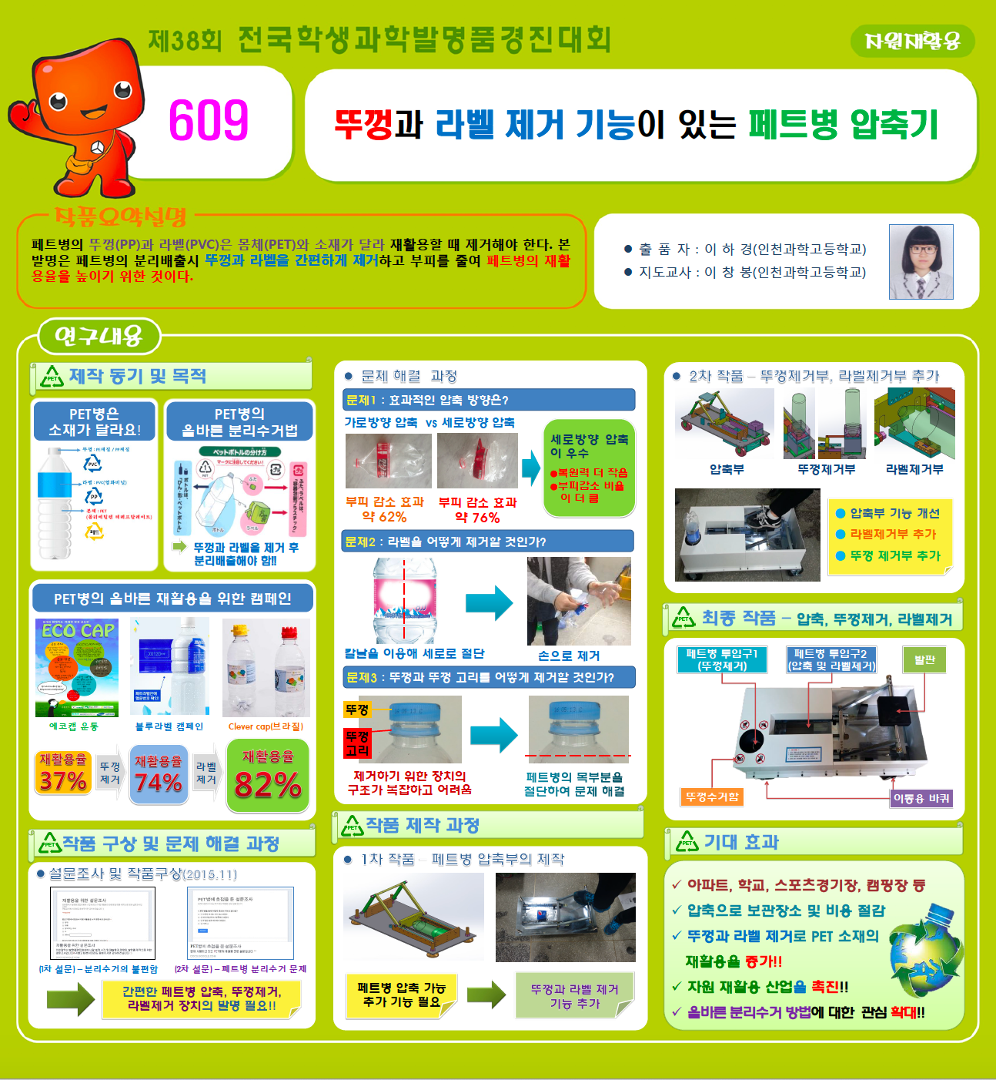 제38회 전국학생과학발명품경진대회
자원재활용
609
뚜껑과 라벨 제거 기능이 있는 페트병 압축기
작품요약설명
페트병의 뚜껑(PP)과 라벨(PVC)은 몸체(PET)와 소재가 달라 재활용할 때 제거해야 한다. 본
발명은 페트병의 분리배출시 뚜껑과 라벨을 간편하게 제거하고 부피를 줄여 페트병의 재활
용율을 높이기 위한 것이다.
● 출 품 자 : 이 하 경(인천과학고등학교)
● 지도교사 : 이 창 봉(인천과학고등학교)
연구내용
제작 동기 및 목적
PET병은
소재가 달라요!
PVC
PP
PET병의
올바른 분리수거법
ペットボトルの分け方
뚜껑과 라벨을 제거 후
분리배출해야 함!!
PET병의 올바른 재활용을 위한 캠페인
ECO CAP
에코캡 운동
블루라벨 캠페인
Clever cap(브라질)
재활용율
37%
뚜껑
제거
재활용율
74%
라벨
제거
재활용율
82%
작품 구상 및 문제 해결 과정
● 설문조사 및 작품구상(2015.11)
(1차 설문) – 분리수거의 불편함
(2차 설문) – 페트병 분리수거 문제
간편한 페트병 압축, 뚜껑제거,
라벨제거 장치의 발명 필요!!
● 문제 해결 과정
문제1 : 효과적인 압축 방향은?
가로방향 압축 vs 세로방향 압축
부피 감소 효과
약 62%
부피 감소 효과
약 76%
세로방향 압축
이 우수
●복원력 더 작음
●부피감소 비율
이 더 큼
문제2 : 라벨을 어떻게 제거할 것인가?
칼날을 이용해 세로로 절단
손으로 제거
문제3 : 뚜껑과 뚜껑 고리를 어떻게 제거할 것인가?
뚜껑
뚜껑
고리
제거하기 위한 장치의
구조가 복잡하고 어려움
페트병의 목부분을
절단하여 문제 해결
작품 제작 과정
● 1차 작품 – 페트병 압축부의 제작
페트병 압축 가능
추가 기능 필요
뚜껑과 라벨 제거
기능 추가
● 2차 작품 – 뚜껑제거부, 라벨제거부 추가
압축부
뚜껑제거부
라벨제거부
● 압축부 기능 개선
● 라벨제거부 추가
● 뚜껑 제거부 추가
최종 작품 – 압축, 뚜껑제거, 라벨제거
페트병 투입구1
(뚜껑제거)
페트병 투입구2
(압축 및 라벨제거)
발판
뚜껑수거함
이동용 바퀴
기대 효과
✓ 아파트, 학교, 스포츠경기장, 캠핑장 등
✓ 압축으로 보관장소 및 비용 절감
✓ 뚜껑과 라벨 제거로 PET 소재의
재활용율 증가!!
✓ 자원 재활용 산업을 촉진!!
✓ 올바른 분리수거 방법에 대한 관심 확대!!